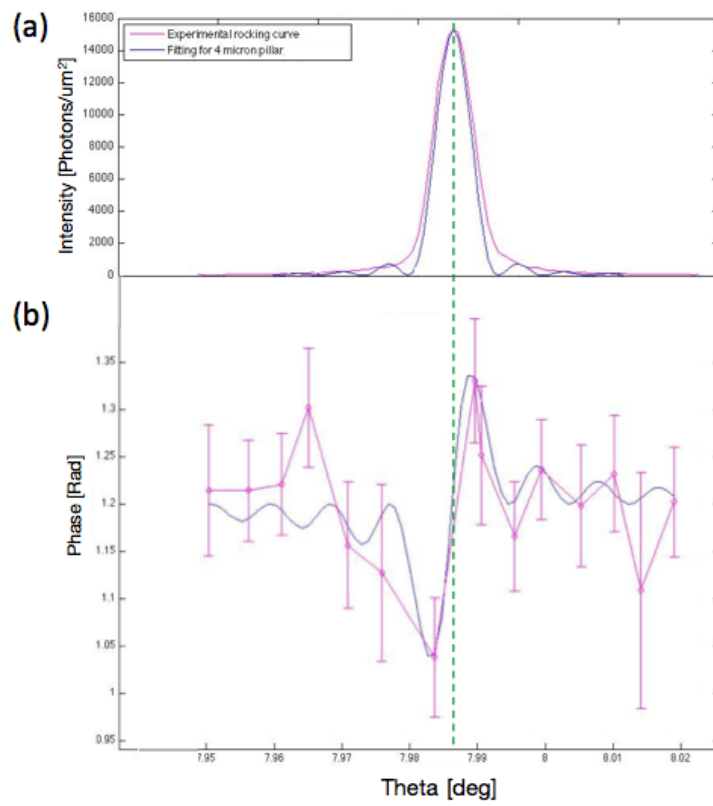 (a)
16000
14000
12000
10000
8000
6000
4000
2000
0
Intensity [Photons/um²]
Experimental rocking curve
Fitting for 4 micron pillar
(b)
1.35
1.3
1.25
1.2
1.15
1.1
1.05
1
0.95
Phase [Rad]
7.95 7.96 7.97 7.98 7.99 8 8.01 8.02
Theta [deg]